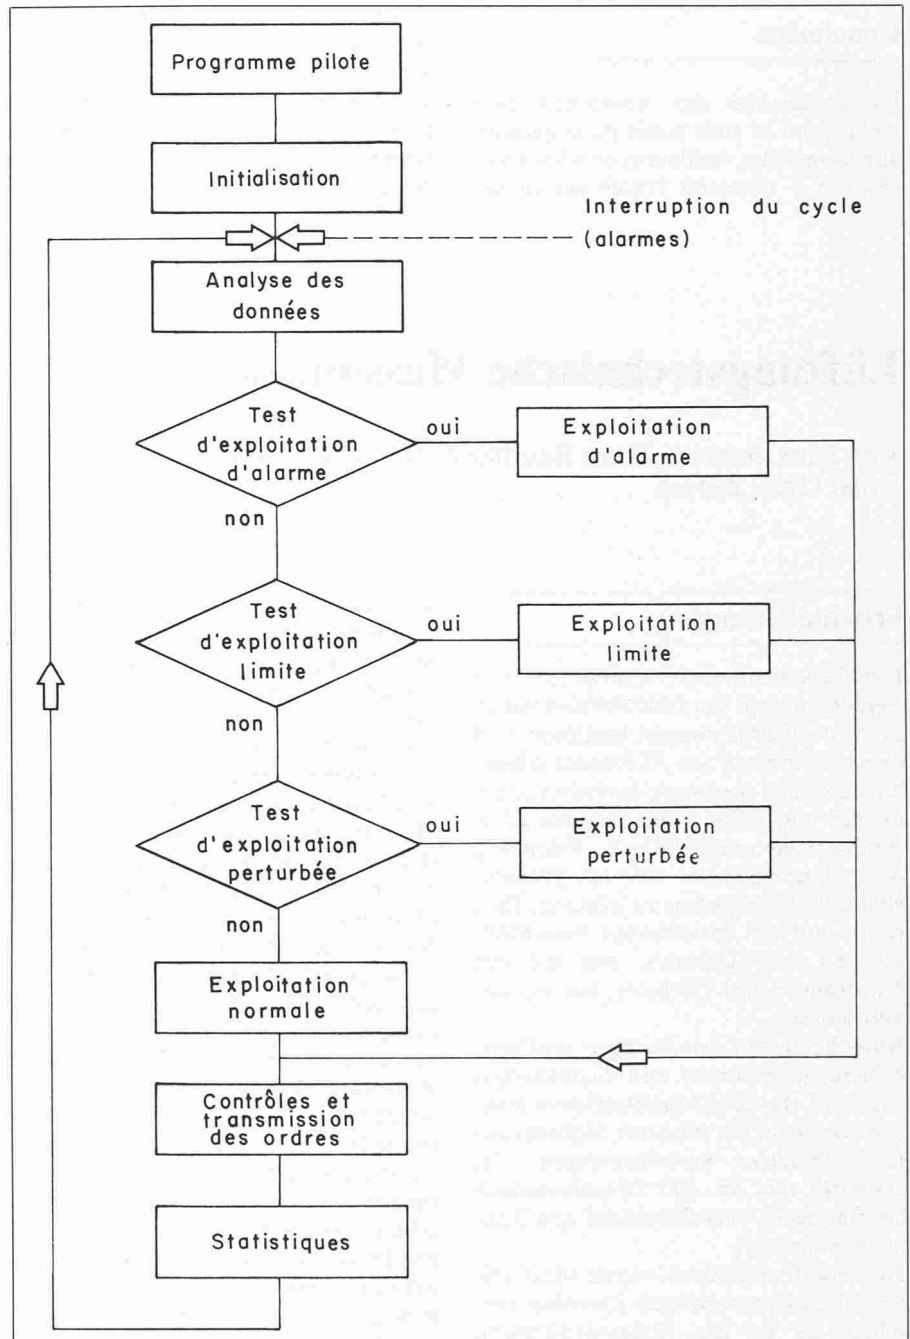 Programme pilote
Initialisation
Interruption du cycle
(alarmes)
Analyse des
données
Test
d'exploitation
d'alarme
oui
Exploitation
d'alarme
non
Test
d'exploitation
limite
oui
Exploitation
limite
non
Test
d'exploitation
perturbée
oui
Exploitation
perturbée
non
Exploitation
normale
Contrôles et
transmission
des ordres
Statistiques